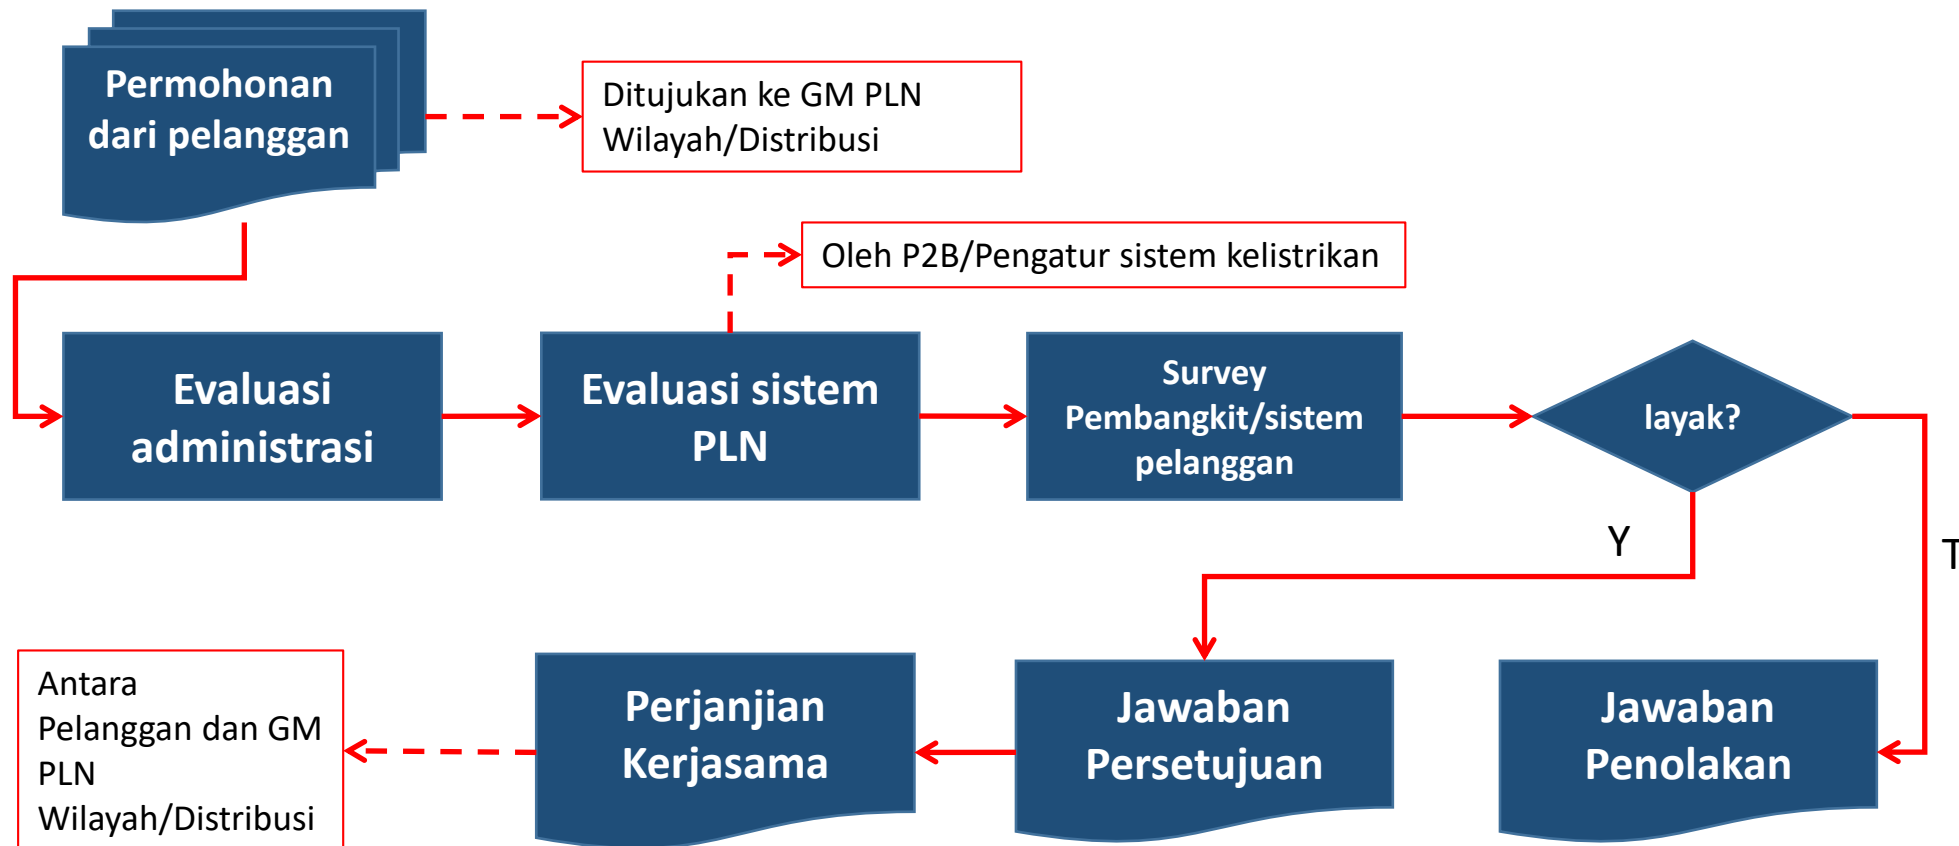 Permohonan
dari pelanggan
Ditujukan ke GM PLN
Wilayah/Distribusi
Oleh P2B/Pengatur sistem kelistrikan
Evaluasi
administrasi
Evaluasi sistem
PLN
Survey
Pembangkit/sistem
pelanggan
layak?
Y
T
Antara
Pelanggan dan GM
PLN
Wilayah/Distribusi
Perjanjian
Kerjasama
Jawaban
Persetujuan
Jawaban
Penolakan